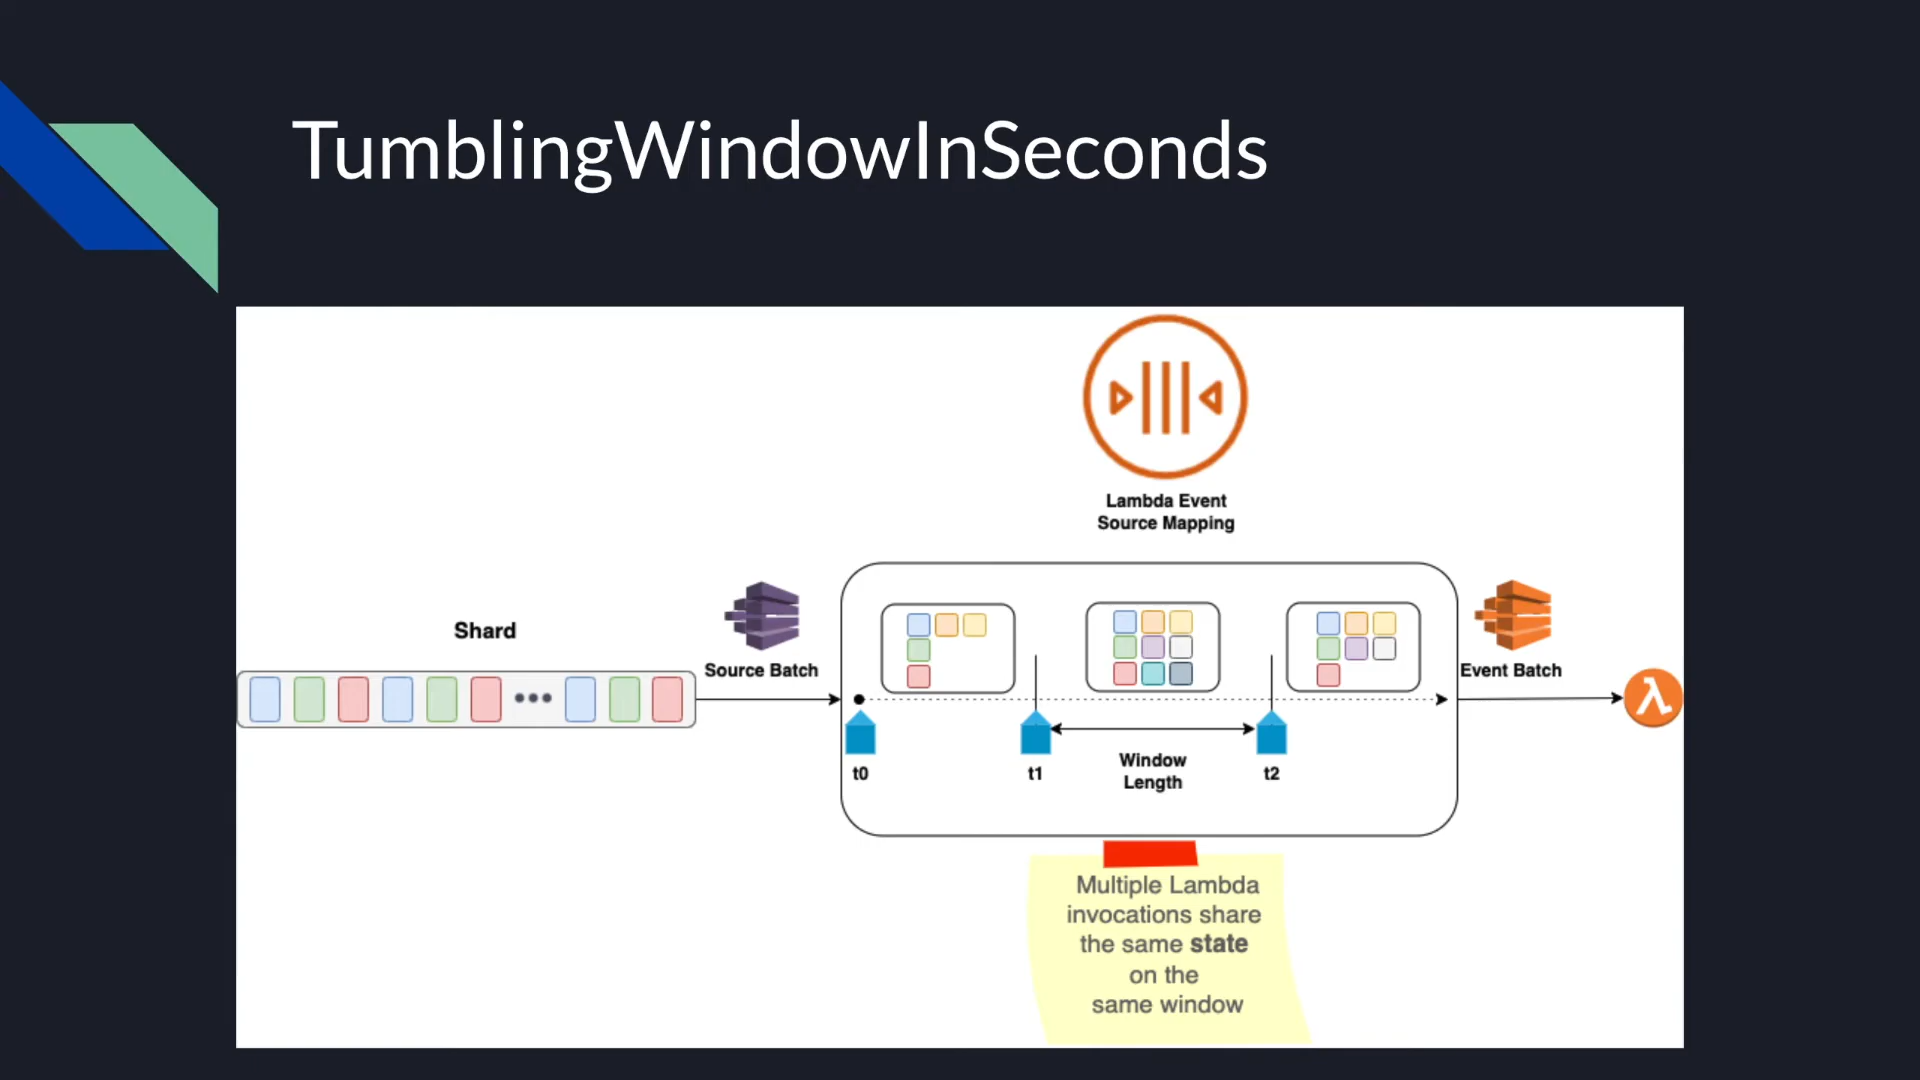 TumblingWindowInSeconds
Lambda Event
Source Mapping
Shard
Source Batch
Event Batch
t0
t1
Window
Length
t2
Multiple Lambda
invocations share
the same state
on the
same window